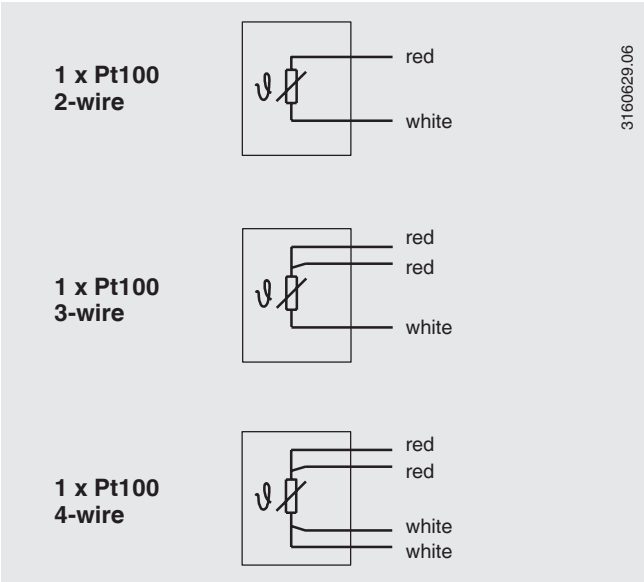 1 x Pt100
2-wire
ϑ
red
white
3160629.06
1 x Pt100
3-wire
ϑ
red
red
white
1 x Pt100
4-wire
ϑ
red
red
white
white